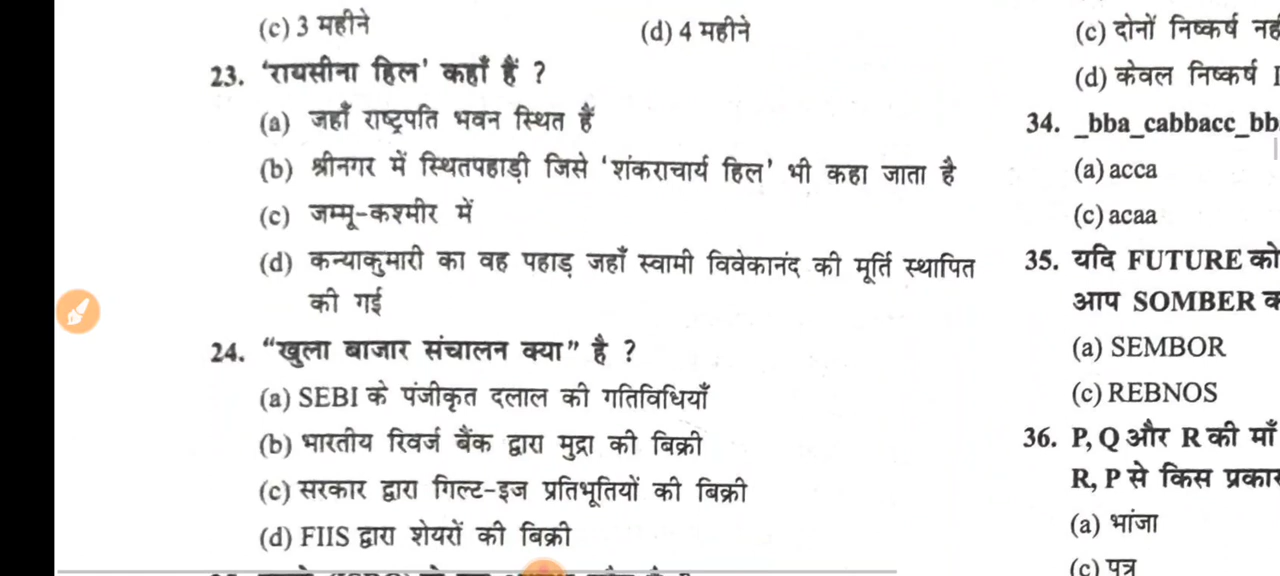 (c) 3 महीने
(d) 4 महीने
23. 'रायसीना हिल' कहाँ हैं ?
(a) जहाँ राष्ट्रपति भवन स्थित हैं
(b) श्रीनगर में स्थितपहाड़ी जिसे 'शंकराचार्य हिल' भी कहा जाता है
(c) जम्मू-कश्मीर में
(d) कन्याकुमारी का वह पहाड़ जहाँ स्वामी विवेकानंद की मूर्ति स्थापित
की गई
24. "खुला बाजार संचालन क्या" है ?
(a) SEBI के पंजीकृत दलाल की गतिविधियाँ
(b) भारतीय रिवर्ज बैंक द्वारा मुद्रा की बिक्री
(c) सरकार द्वारा गिल्ट-इज प्रतिभूतियों की बिक्री
(d) FIIS द्वारा शेयरों की बिक्री
(c) दोनों निष्कर्ष
(d) केवल निष्कर्ष I
34. _bba_cabbacc_bb
(a) acca
(c) acaa
35. यदि FUTURE को
आप SOMBER
(a) SEMBOR
(c) REBNOS
36. P, Q और R की माँ
R, P से किस प्रकार
(a) भांजा
(c) पुत्र